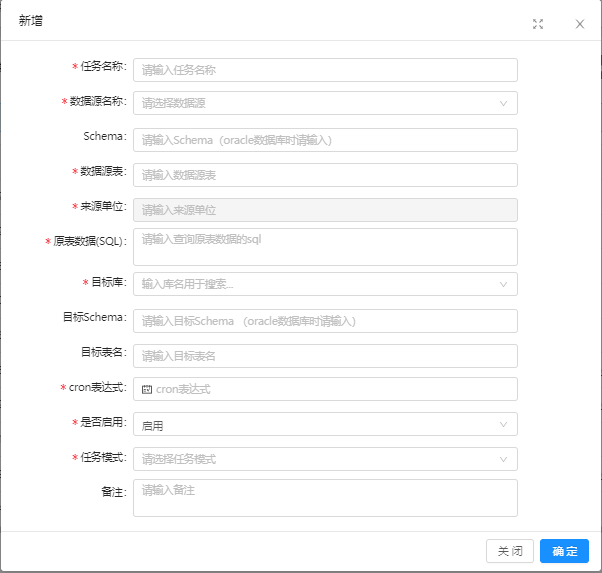 新增
* 任务名称: 请输入任务名称
* 数据源名称: 请选择数据源
Schema: 请输入Schema（oracle数据库时请输入）
* 数据源表: 请输入数据源表
* 来源单位: 请输入来源单位
* 原表数据(SQL): 请输入查询原表数据的sql
* 目标库: 输入库名用于搜索...
目标Schema: 请输入目标Schema （oracle数据库时请输入）
目标表名: 请输入目标表名
* cron表达式: cron表达式
* 是否启用: 启用
* 任务模式: 请选择任务模式
备注: 请输入备注
关 闭 确 定